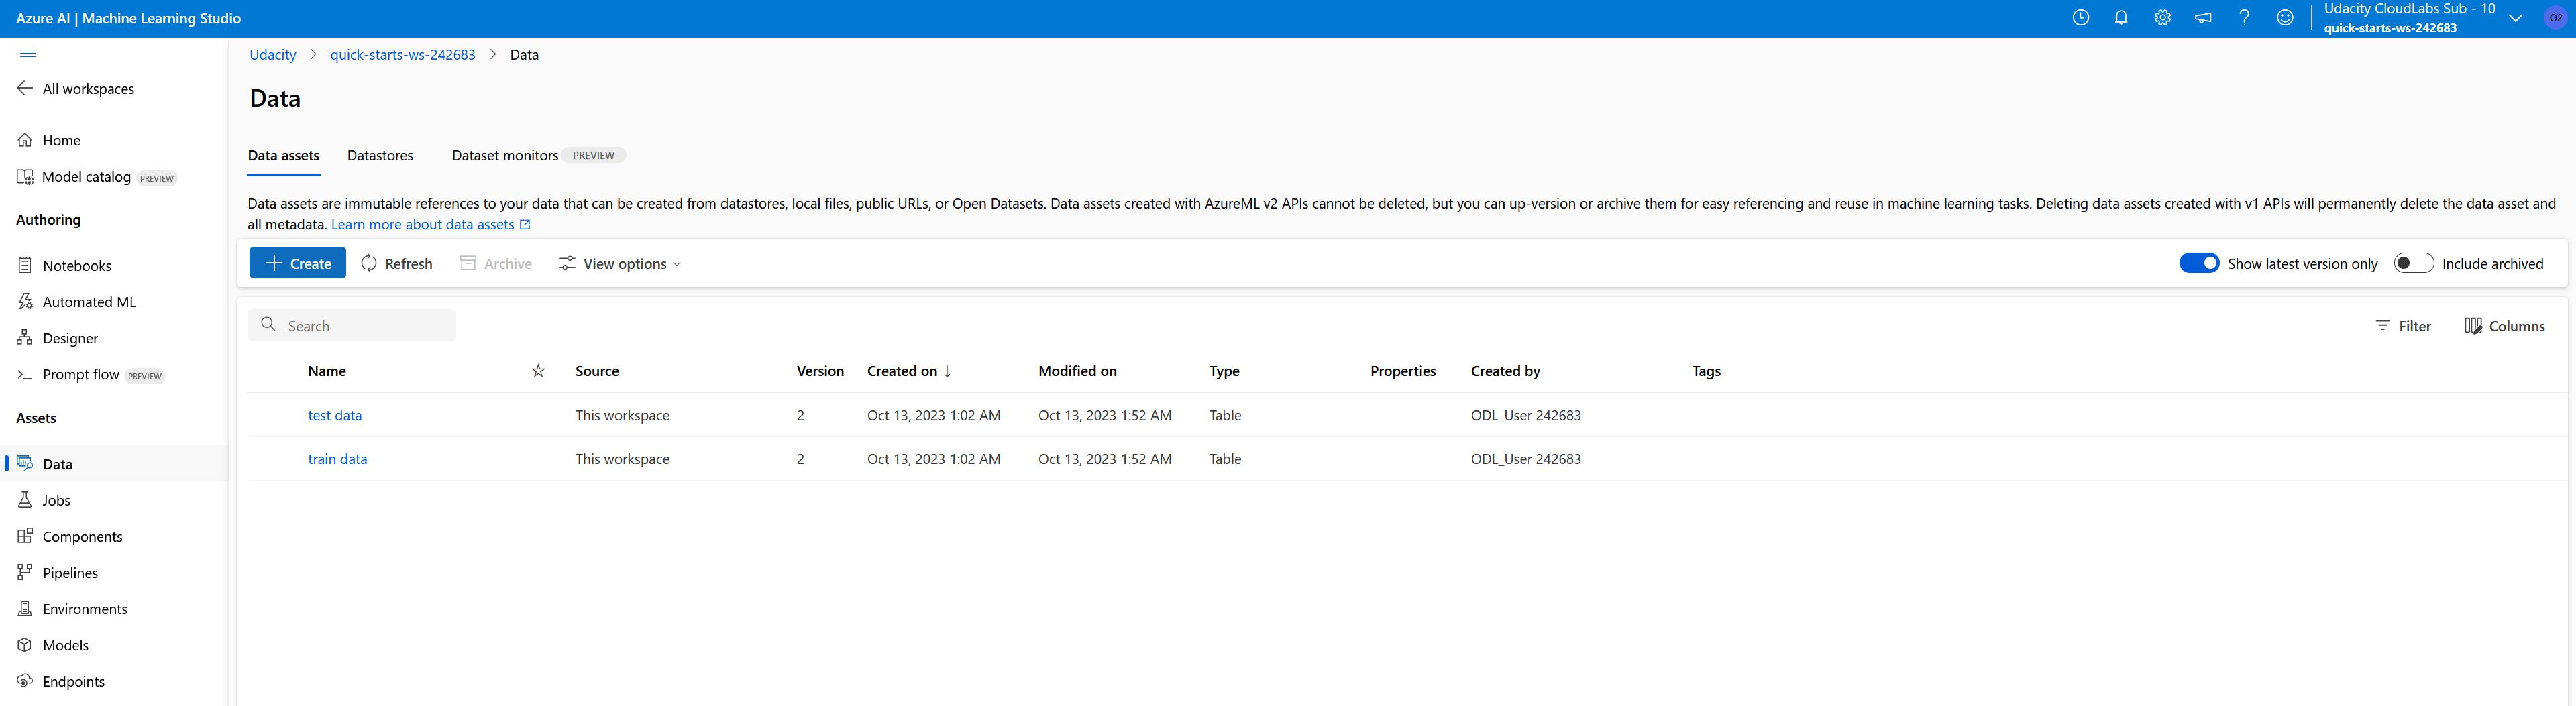 Azure AI | Machine Learning Studio
Udacity CloudLabs Sub - 10
quick-starts-ws-242683
O2
Udacity > quick-starts-ws-242683 > Data
All workspaces
Home
Model catalog PREVIEW
Authoring
Notebooks
Automated ML
Designer
Prompt flow PREVIEW
Assets
Data
Jobs
Components
Pipelines
Environments
Models
Endpoints
Data
Data assets Datastores Dataset monitors PREVIEW
Data assets are immutable references to your data that can be created from datastores, local files, public URLs, or Open Datasets. Data assets created with AzureML v2 APIs cannot be deleted, but you can up-version or archive them for easy referencing and reuse in machine learning tasks. Deleting data assets created with v1 APIs will permanently delete the data asset and
all metadata. Learn more about data assets
Create Refresh Archive View options Show latest version only Include archived
Search Filter Columns
Name Source Version Created on ↓ Modified on Type Properties Created by Tags
test data This workspace 2 Oct 13, 2023 1:02 AM Oct 13, 2023 1:52 AM Table ODL_User 242683
train data This workspace 2 Oct 13, 2023 1:02 AM Oct 13, 2023 1:52 AM Table ODL_User 242683